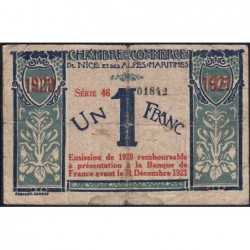 CHAMBRE DE COMMERCE
DE NICE ET DES ALPES-MARITIMES
1920 1921
SÉRIE 46 01842
UN 1 FRANC
Emission de 1920 remboursable
à présentation à la Banque de
France avant le 31 Décembre 1921